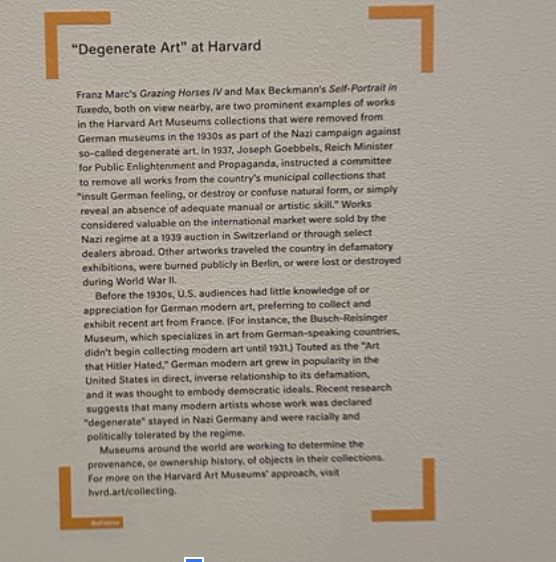 "Degenerate Art" at Harvard
Franz Marc's Grazing Horses IV and Max Beckmann's Self-Portrait in
Tuxedo, both on view nearby, are two prominent examples of works
in the Harvard Art Museums collections that were removed from
German museums in the 1930s as part of the Nazi campaign against
so-called degenerate art. In 1937, Joseph Goebbels, Reich Minister
for Public Enlightenment and Propaganda, instructed a committee
to remove all works from the country's municipal collections that
"insult German feeling, or destroy or confuse natural form, or simply
reveal an absence of adequate manual or artistic skill." Works
considered valuable on the international market were sold by the
Nazi regime at a 1939 auction in Switzerland or through select
dealers abroad. Other artworks traveled the country in defamatory
exhibitions, were burned publicly in Berlin, or were lost or destroyed
during World War II.
Before the 1930s, U.S. audiences had little knowledge of or
appreciation for German modern art, preferring to collect and
exhibit recent art from France. (For instance, the Busch-Reisinger
Museum, which specializes in art from German-speaking countries,
didn't begin collecting modern art until 1931.) Touted as the "Art
that Hitler Hated," German modern art grew in popularity in the
United States in direct, inverse relationship to its defamation,
and it was thought to embody democratic ideals. Recent research
suggests that many modern artists whose work was declared
"degenerate" stayed in Nazi Germany and were racially and
politically tolerated by the regime.
Museums around the world are working to determine the
provenance, or ownership history, of objects in their collections.
For more on the Harvard Art Museums' approach, visit
hvrd.art/collecting.